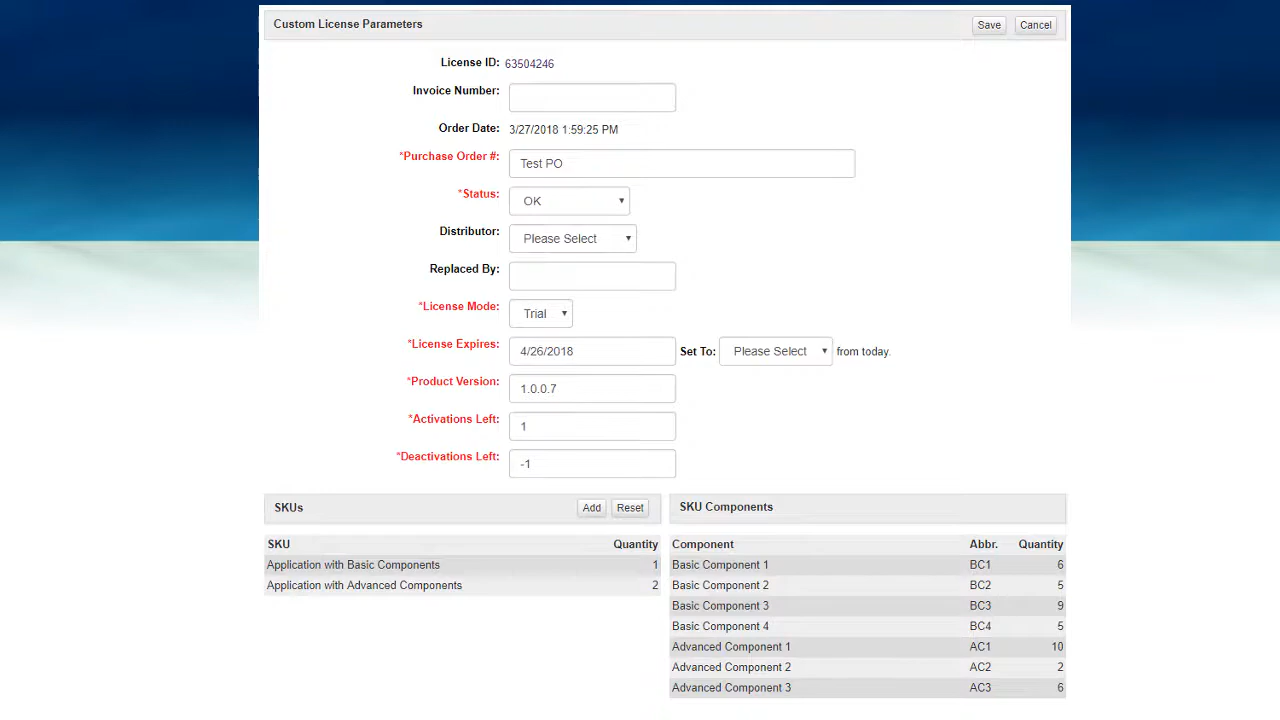 Custom License Parameters Save Cancel
License ID: 63504246
Invoice Number:
Order Date: 3/27/2018 1:59:25 PM
*Purchase Order #: Test PO
*Status: OK
Distributor: Please Select
Replaced By:
*License Mode: Trial
*License Expires: 4/26/2018 Set To: Please Select from today.
*Product Version: 1.0.0.7
*Activations Left: 1
*Deactivations Left: -1
SKUs Add Reset
SKU Quantity
Application with Basic Components 1
Application with Advanced Components 2
SKU Components
Component Abbr. Quantity
Basic Component 1 BC1 6
Basic Component 2 BC2 5
Basic Component 3 BC3 9
Basic Component 4 BC4 5
Advanced Component 1 AC1 10
Advanced Component 2 AC2 2
Advanced Component 3 AC3 6